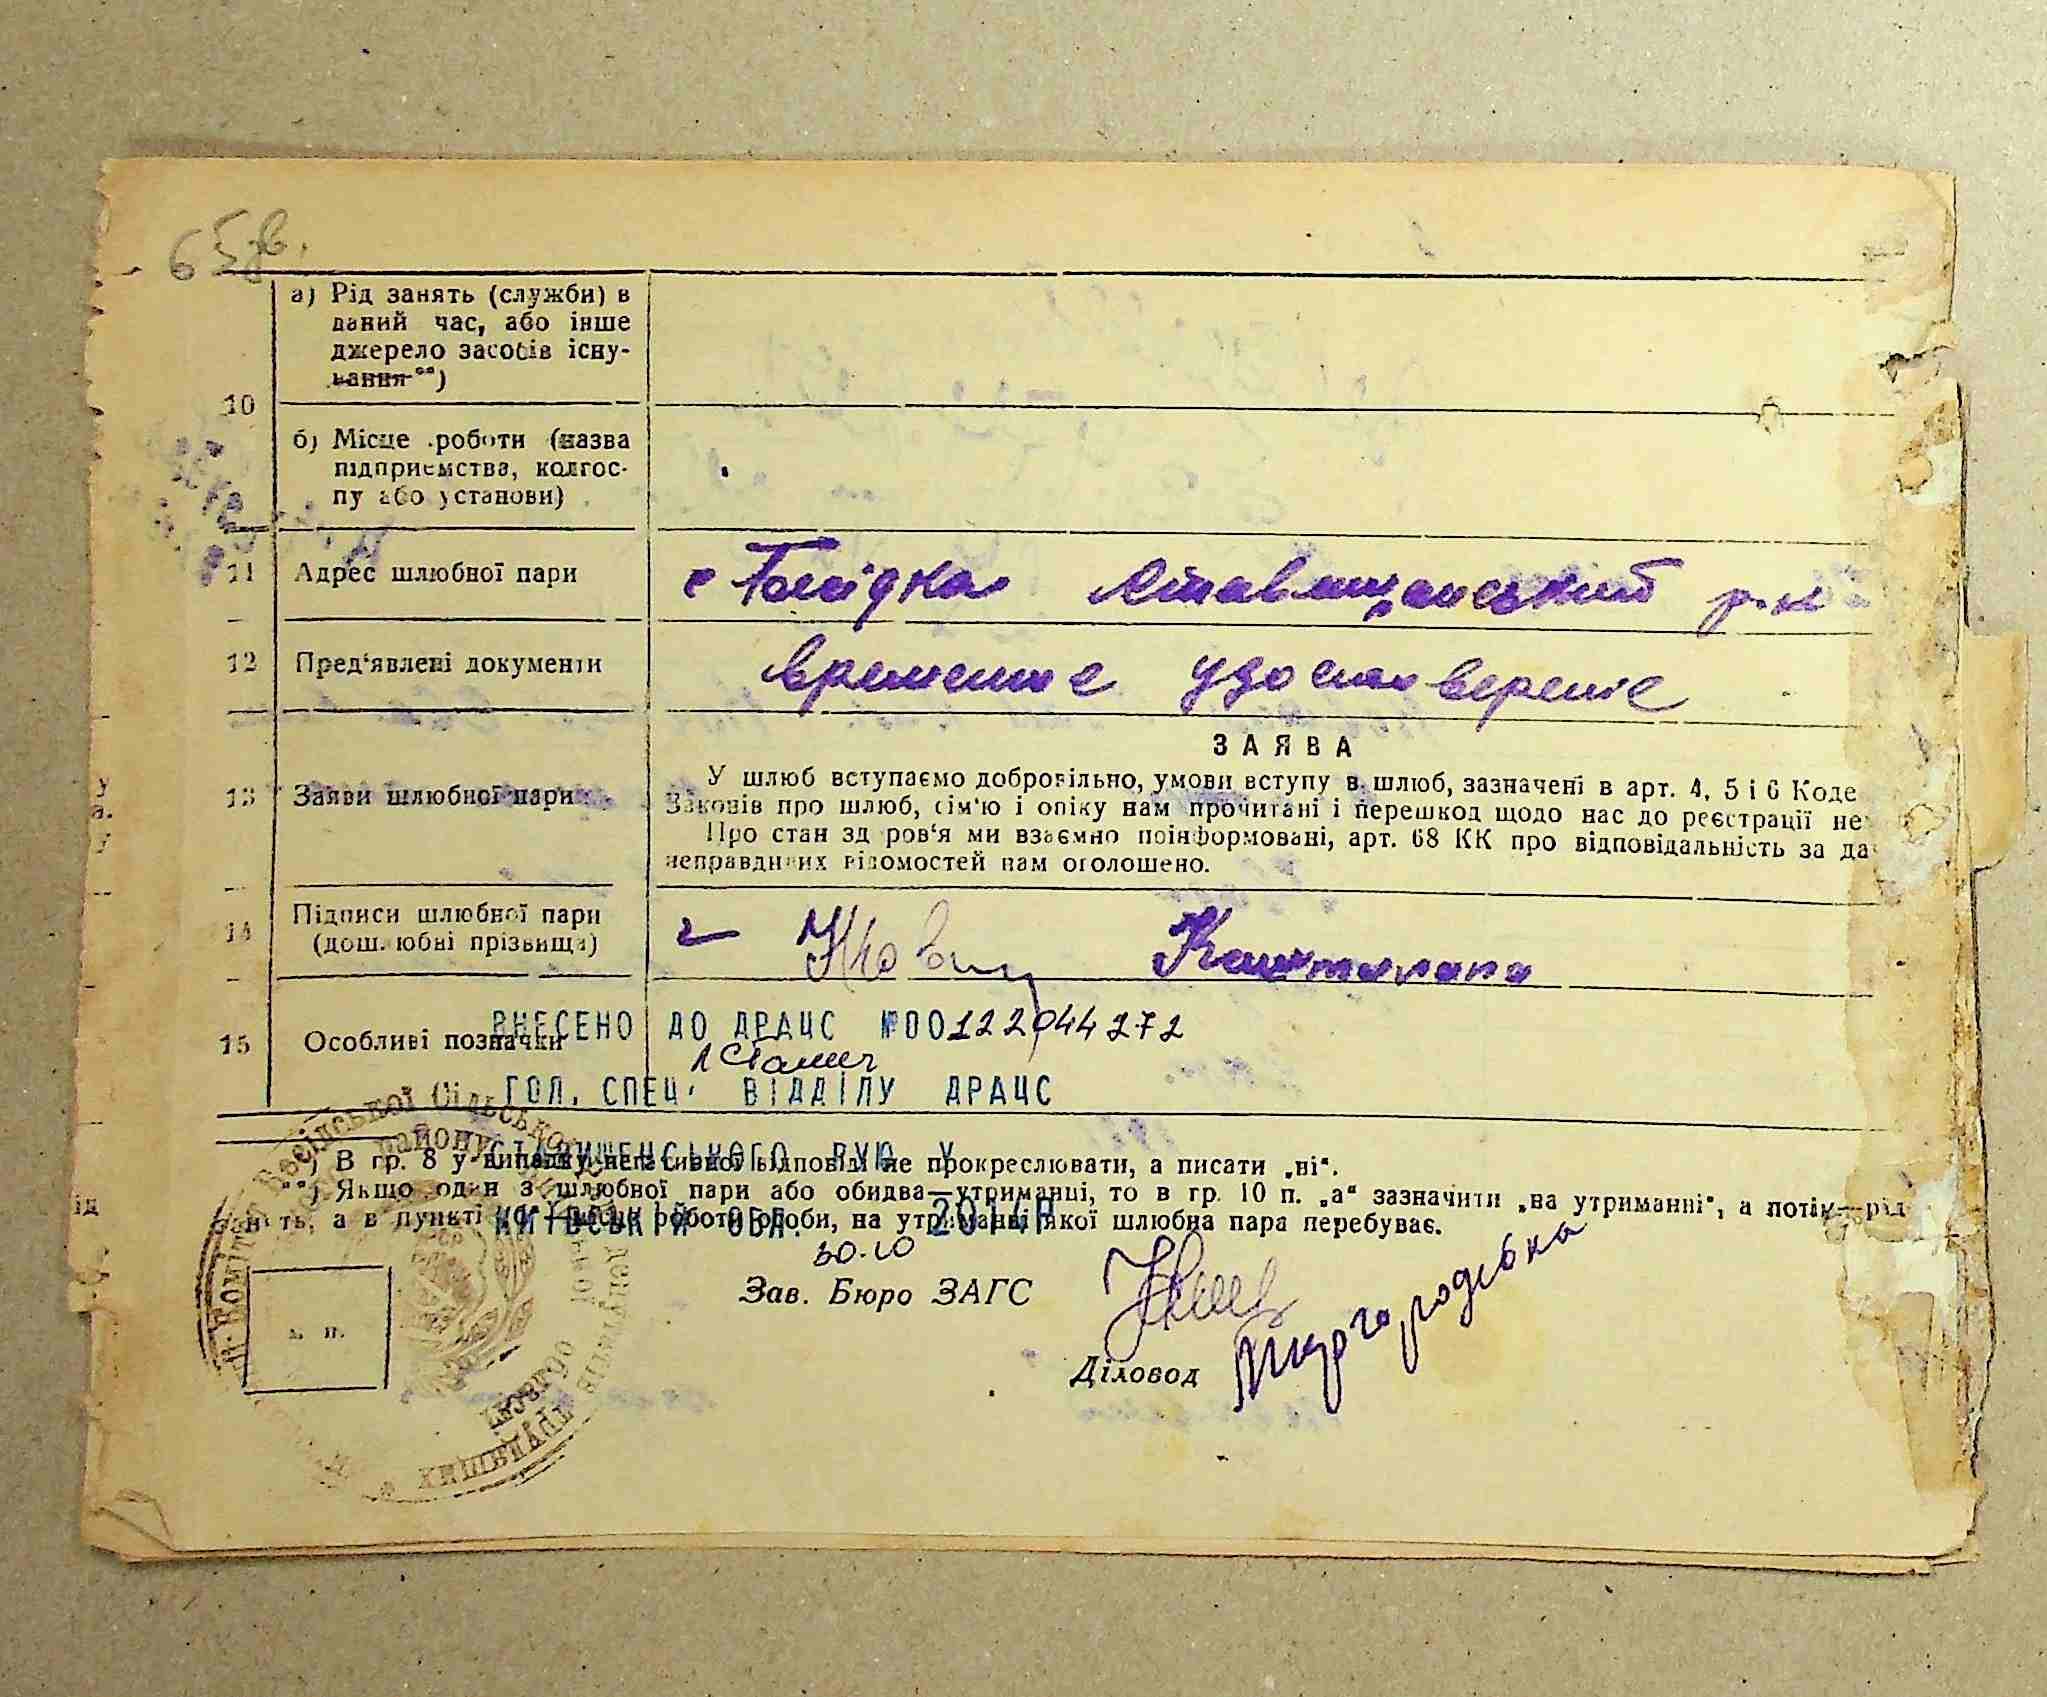 65зв.
а) Рід занять (служби) в
даний час, або інше
джерело засобів існу-
вання**)
10
б) Місце роботи (назва
підприємства, колгос-
пу або установи)
11 Адрес шлюбної пари с Ставищанський р-н
12 Пред‘явлені документи временне удостоверение
ЗАЯВА
13 Заяви шлюбної пари
У шлюб вступаємо добровільно, умови вступу в шлюб, зазначені в арт. 4, 5 і 6 Коде
Законів про шлюб, сім‘ю і опіку нам прочитані і перешкод щодо нас до реєстрації не
Про стан здоров‘я ми взаємно поінформовані, арт. 68 КК про відповідальність за да
неправдивих відомостей нам оголошено.
14 Підписи шлюбної пари
(дошлюбні прізвища)
ВНЕСЕНО ДО ДРАЦС №00122044272
15 Особливі позначки
ГОЛ. СПЕЦ. ВІДДІЛУ ДРАЦС
СТАВИЩЕНСЬКОГО РУЮ У
*) В гр. 8 у випадку негативної відповіді не прокреслювати, а писати „ні“.
**) Якщо один з шлюбної пари або обидва—утриманці, то в гр. 10 п. „а“ зазначити „на утриманні“, а потім—рід
занять, а в пункті „б“—місце роботи особи, на утриманні якої шлюбна пара перебуває.
КИЇВСЬКІЙ ОБЛ. 2014Р
30.10
Зав. Бюро ЗАГС
м. п.
Діловод